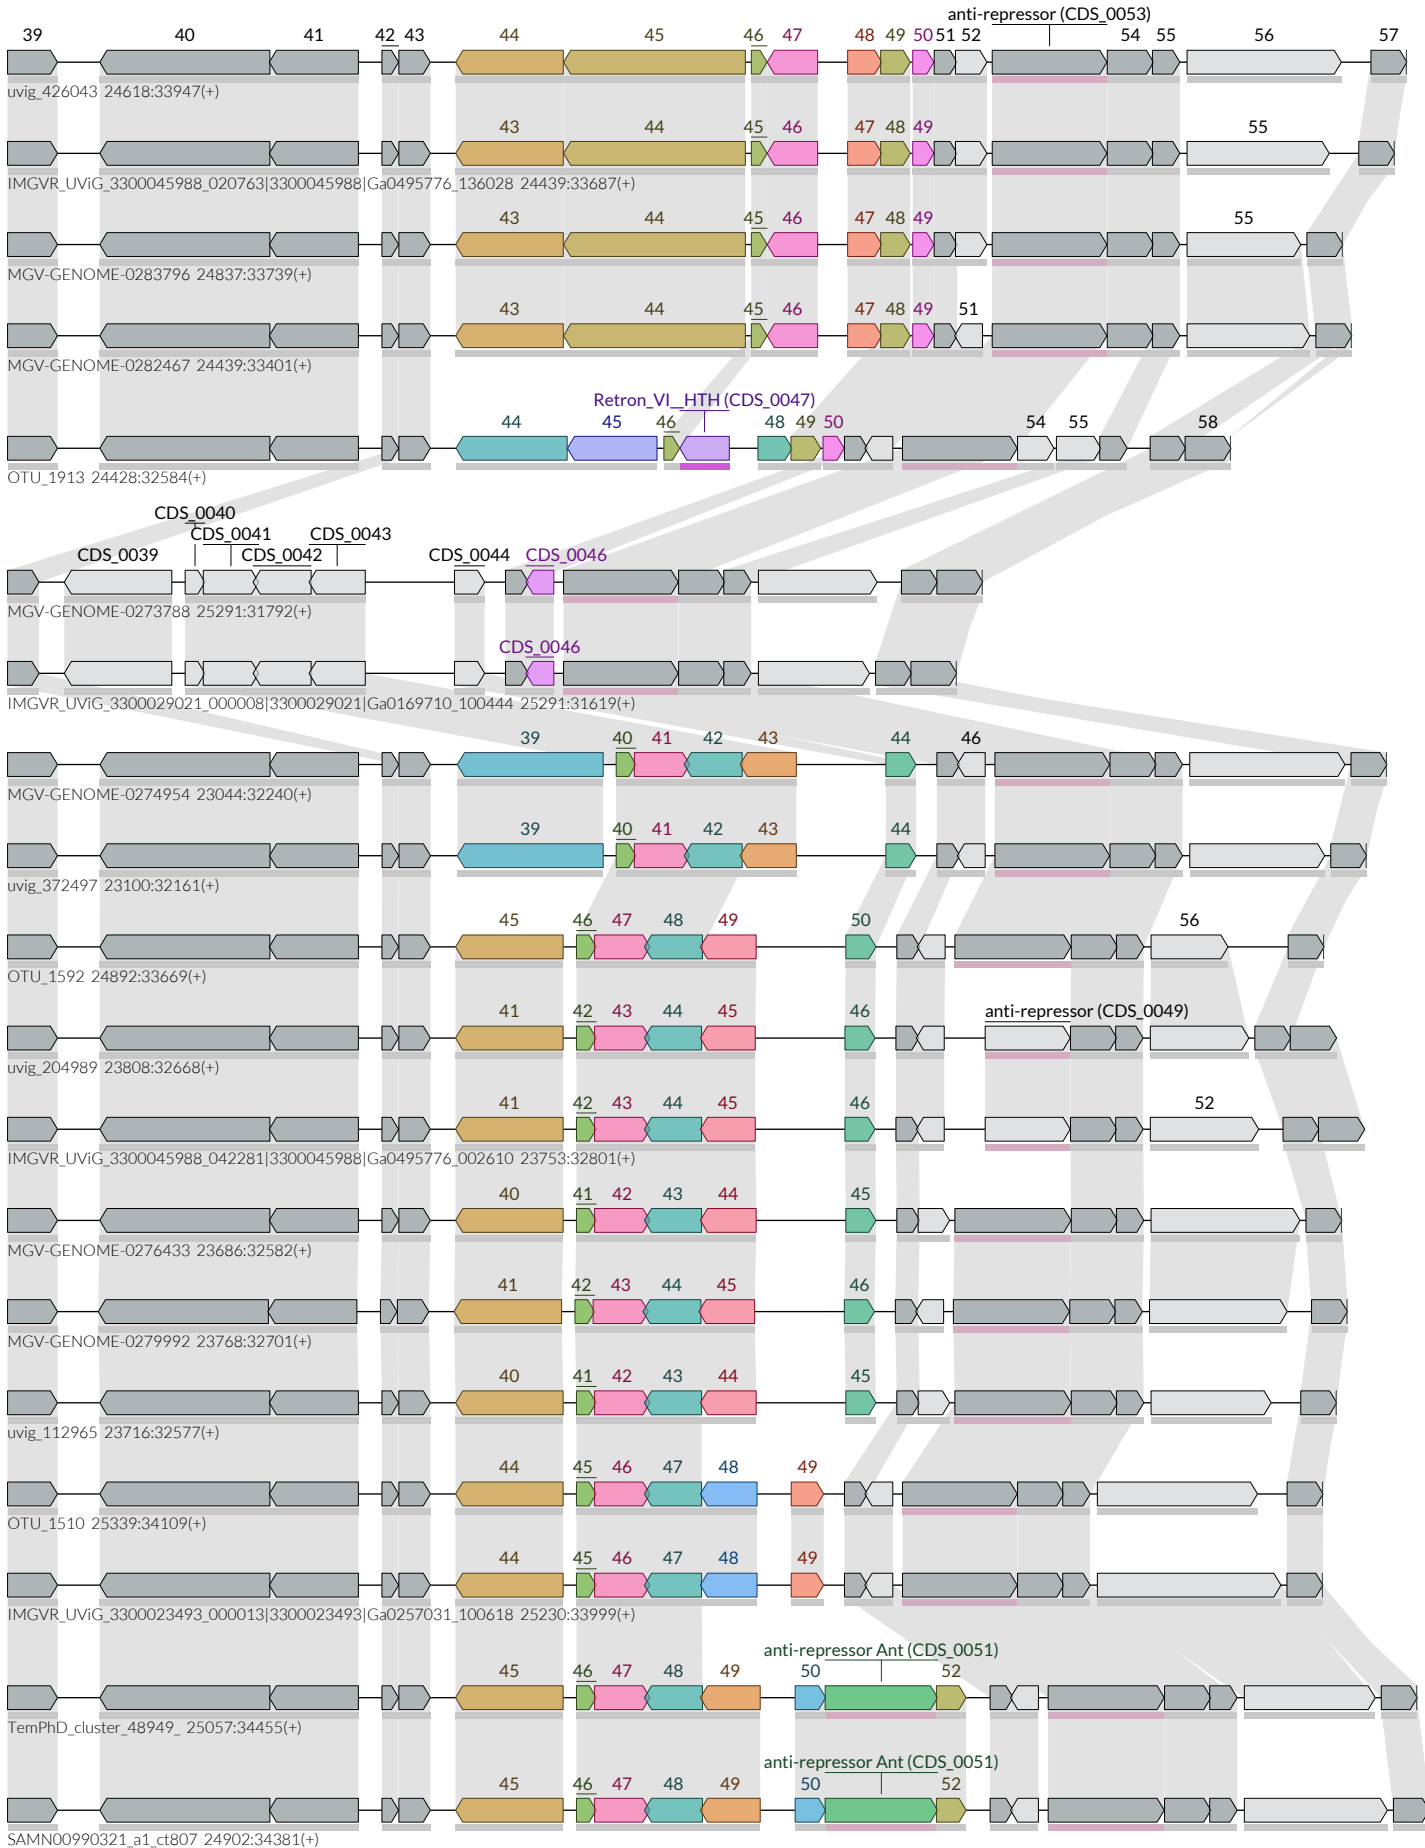 anti-repressor (CDS_0053)
39 40 41 42 43 44 45 46 47 48 49 50 51 52 54 55 56 57
uvig_426043 24618:33947(+)
43 44 45 46 47 48 49 55
IMGVR_UViG_3300045988_020763|3300045988|Ga0495776_136028 24439:33687(+)
43 44 45 46 47 48 49 55
MGV-GENOME-0283796 24837:33739(+)
43 44 45 46 47 48 49 51
MGV-GENOME-0282467 24439:33401(+)
Retron_VI__HTH (CDS_0047)
44 45 46 48 49 50 54 55 58
OTU_1913 24428:32584(+)
CDS_0040
CDS_0041 CDS_0043
CDS_0039 CDS_0042 CDS_0044 CDS_0046
MGV-GENOME-0273788 25291:31792(+)
CDS_0046
IMGVR_UViG_3300029021_000008|3300029021|Ga0169710_100444 25291:31619(+)
39 40 41 42 43 44 46
MGV-GENOME-0274954 23044:32240(+)
39 40 41 42 43 44
uvig_372497 23100:32161(+)
45 46 47 48 49 50 56
OTU_1592 24892:33669(+)
41 42 43 44 45 46 anti-repressor (CDS_0049)
uvig_204989 23808:32668(+)
41 42 43 44 45 46 52
IMGVR_UViG_3300045988_042281|3300045988|Ga0495776_002610 23753:32801(+)
40 41 42 43 44 45
MGV-GENOME-0276433 23686:32582(+)
41 42 43 44 45 46
MGV-GENOME-0279992 23768:32701(+)
40 41 42 43 44 45
uvig_112965 23716:32577(+)
44 45 46 47 48 49
OTU_1510 25339:34109(+)
44 45 46 47 48 49
IMGVR_UViG_3300023493_000013|3300023493|Ga0257031_100618 25230:33999(+)
anti-repressor Ant (CDS_0051)
45 46 47 48 49 50 52
TemPhD_cluster_48949_ 25057:34455(+)
anti-repressor Ant (CDS_0051)
45 46 47 48 49 50 52
SAMN00990321_a1_ct807 24902:34381(+)